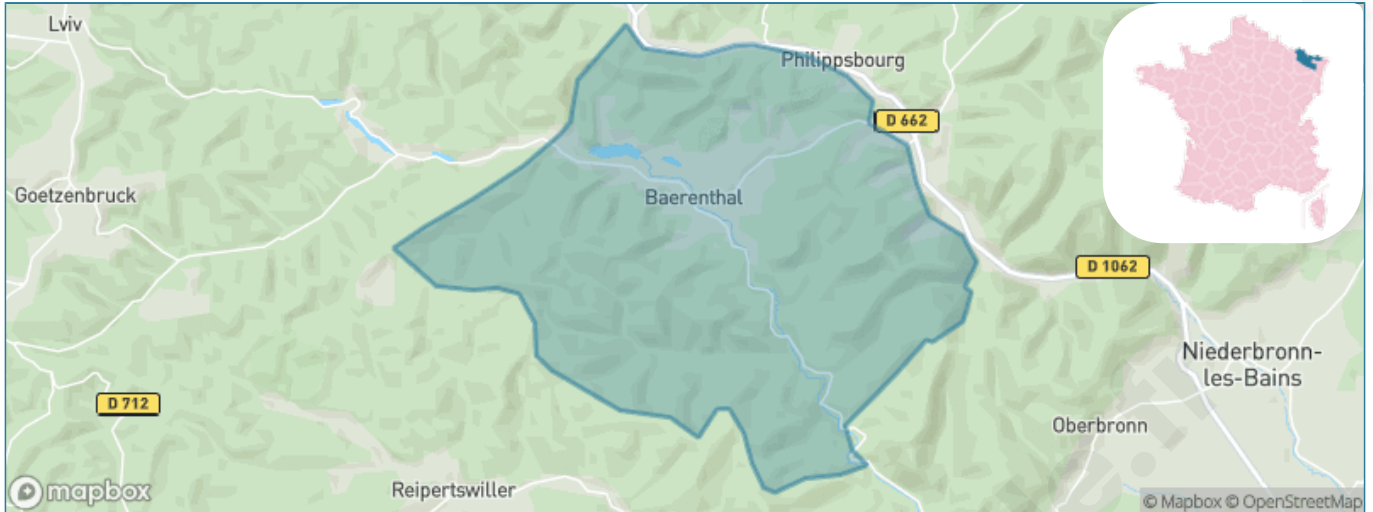 Lviv
Philippsbourg
D 662
Goetzenbruck
Baerenthal
D 1062
Niederbronn-
les-Bains
D 712
Oberbronn
Reipertswiller
mapbox
© Mapbox © OpenStreetMap